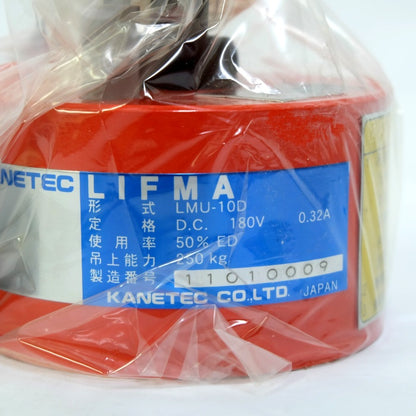 KANETEC LIFMA
形式 LMU-10D
定格 D.C. 180V 0.32A
使用率 50% ED
吊上能力 250 kg
製造番号 11010009
KANETEC CO.,LTD. JAPAN